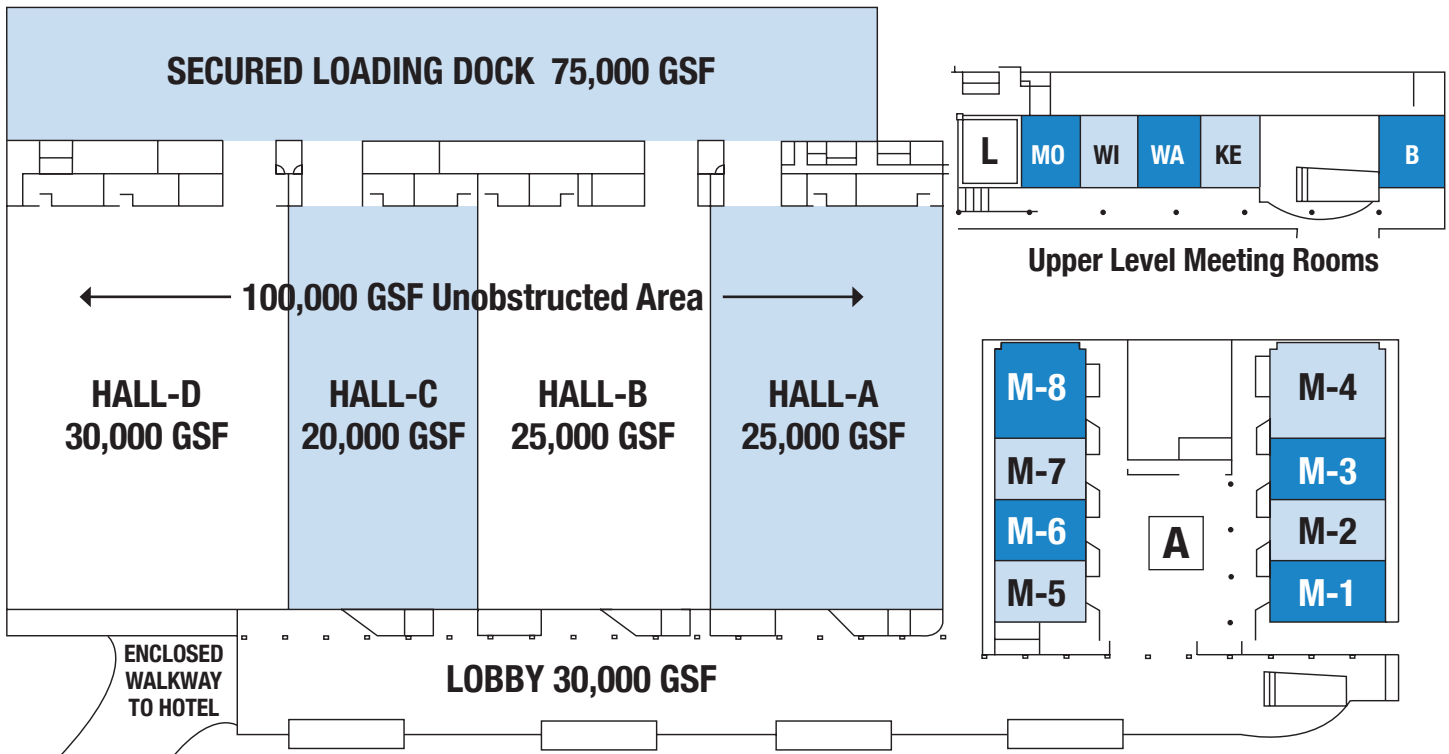 SECURED LOADING DOCK 75,000 GSF
L
MO
WI
WA
KE
B
Upper Level Meeting Rooms
100,000 GSF Unobstructed Area
HALL-D
30,000 GSF
HALL-C
20,000 GSF
HALL-B
25,000 GSF
HALL-A
25,000 GSF
M-8
M-7
M-6
M-5
A
M-4
M-3
M-2
M-1
ENCLOSED
WALKWAY
TO HOTEL
LOBBY 30,000 GSF